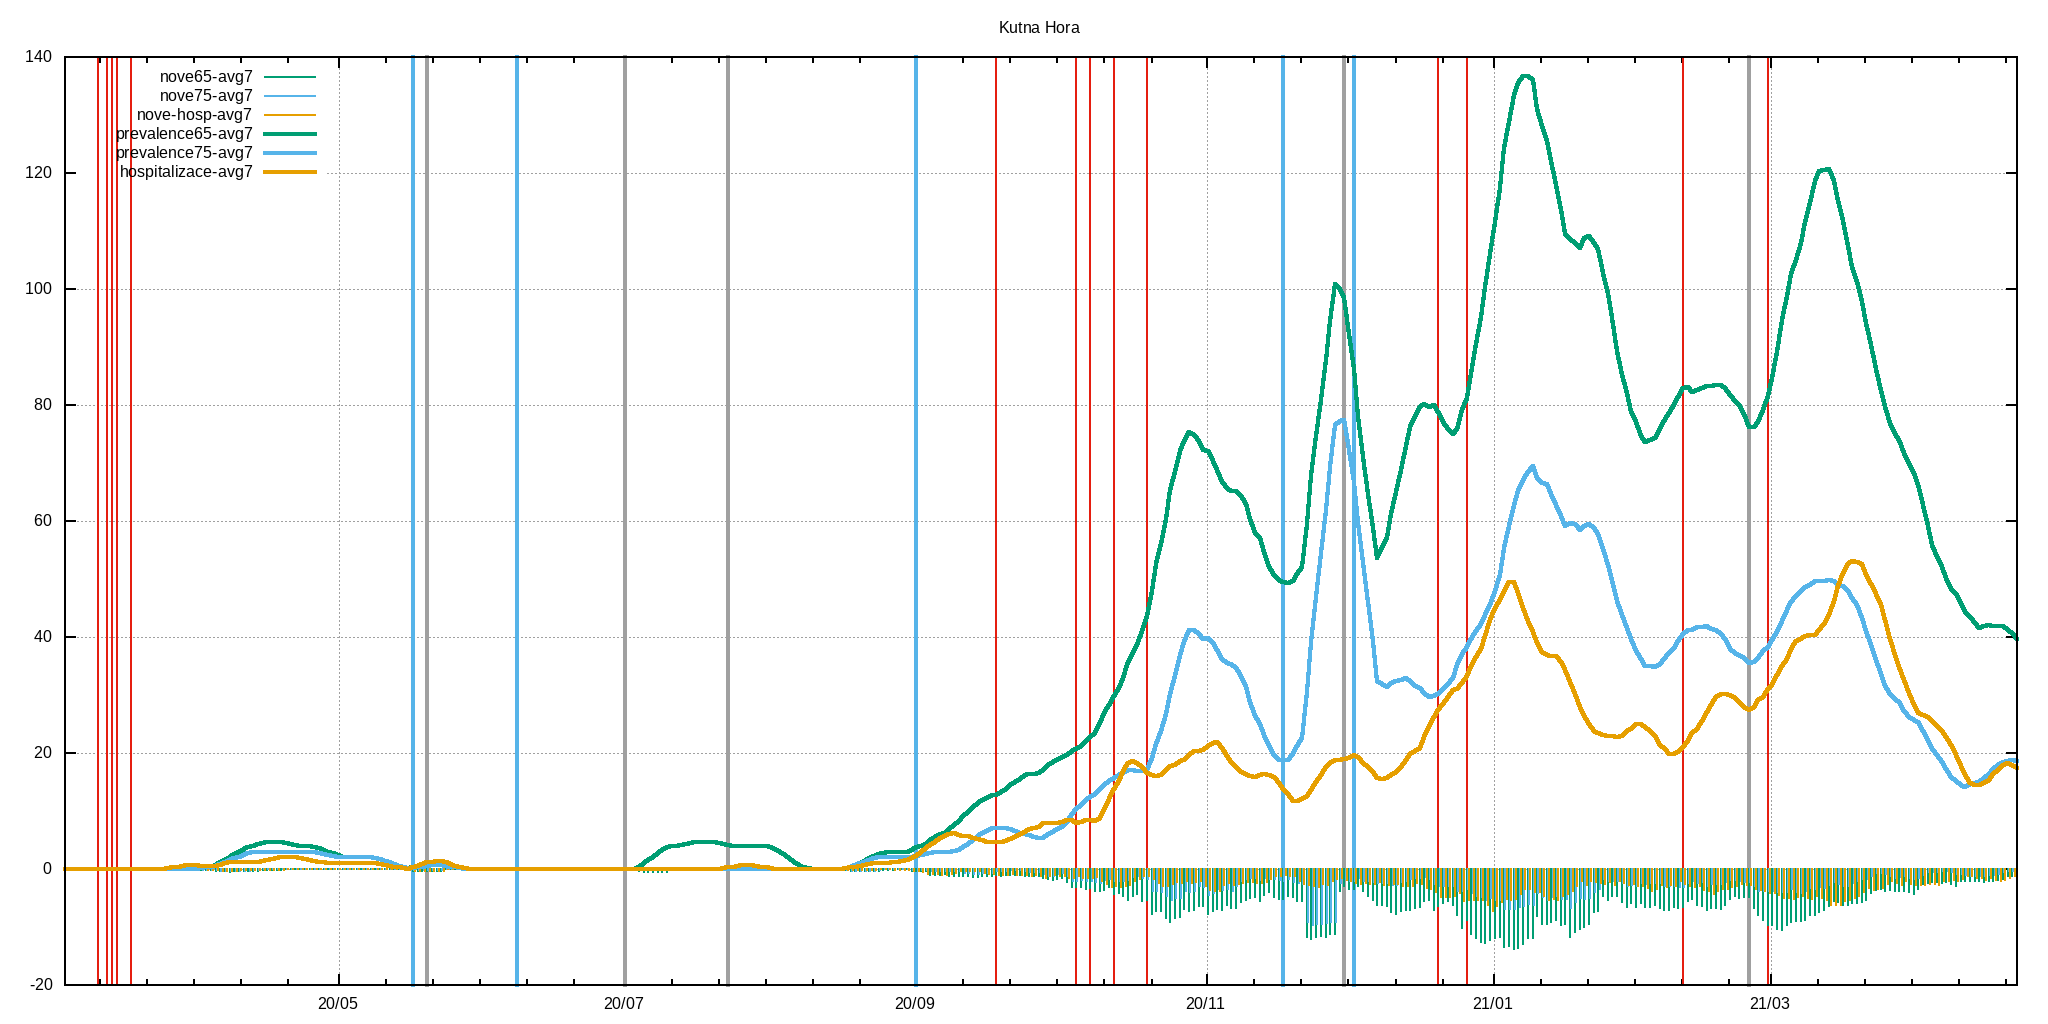 Kutna Hora
140
120
100
80
60
40
20
0
-20
nove65-avg7
nove75-avg7
nove-hosp-avg7
prevalence65-avg7
prevalence75-avg7
hospitalizace-avg7
20/05
20/07
20/09
20/11
21/01
21/03